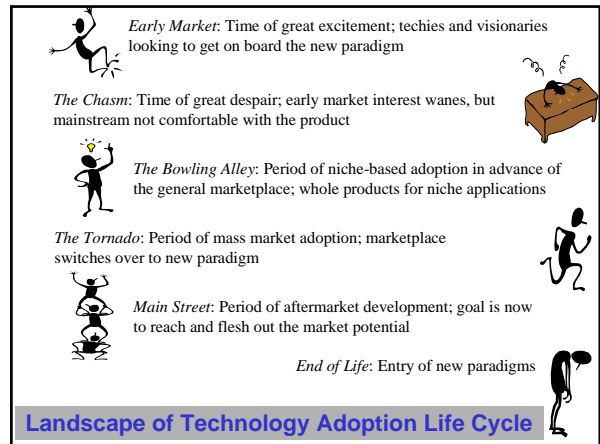 Early Market: Time of great excitement; techies and visionaries
looking to get on board the new paradigm
The Chasm: Time of great despair; early market interest wanes, but
mainstream not comfortable with the product
The Bowling Alley: Period of niche-based adoption in advance of
the general marketplace; whole products for niche applications
The Tornado: Period of mass market adoption; marketplace
switches over to new paradigm
Main Street: Period of aftermarket development; goal is now
to reach and flesh out the market potential
End of Life: Entry of new paradigms
Landscape of Technology Adoption Life Cycle